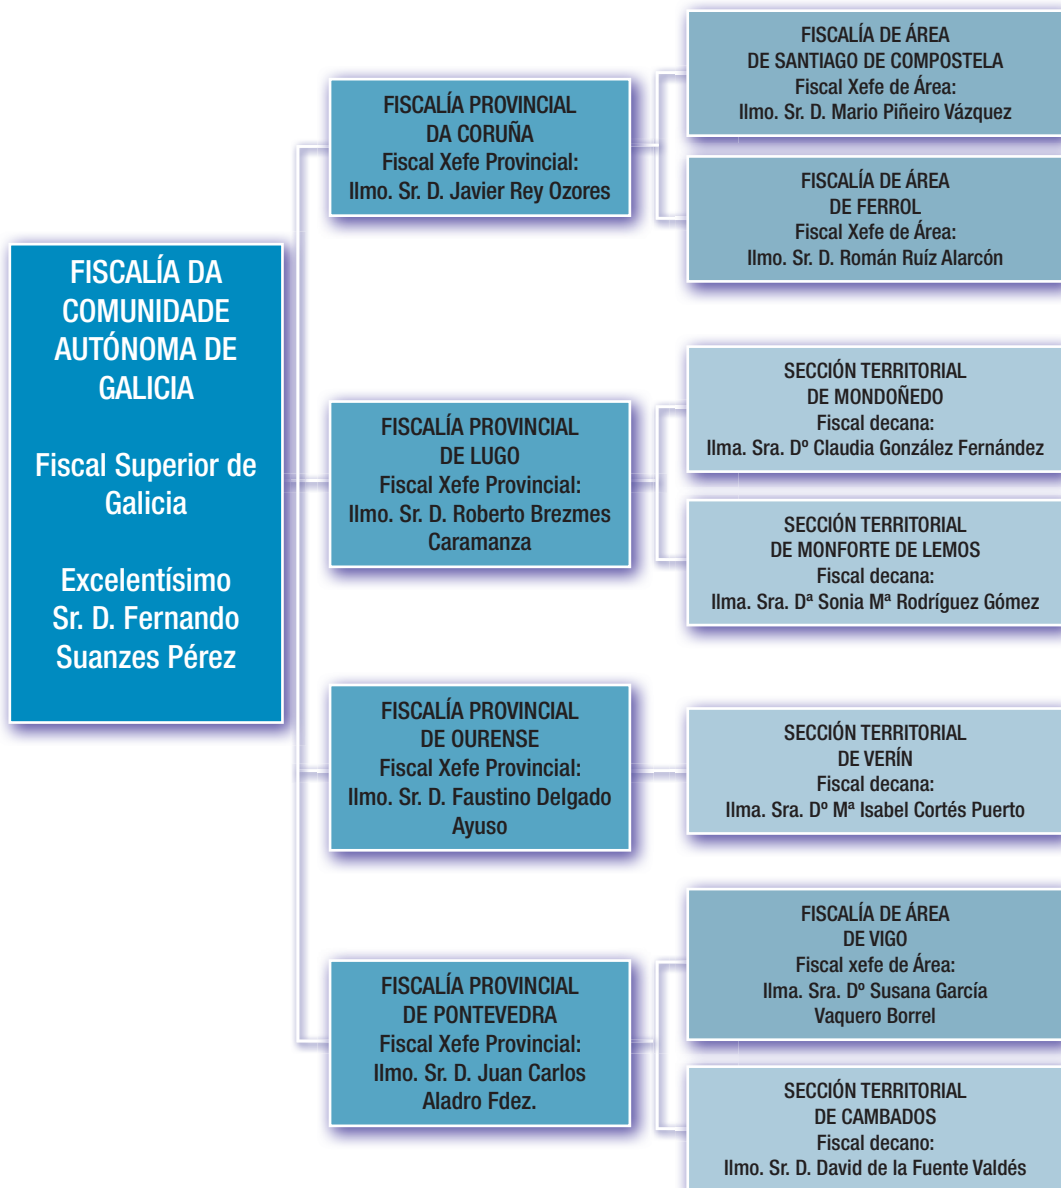 FISCALÍA DA
COMUNIDADE
AUTÓNOMA DE
GALICIA
Fiscal Superior de
Galicia
Excelentísimo
Sr. D. Fernando
Suanzes Pérez
FISCALÍA PROVINCIAL
DA CORUÑA
Fiscal Xefe Provincial:
Ilmo. Sr. D. Javier Rey Ozores
FISCALÍA DE ÁREA
DE SANTIAGO DE COMPOSTELA
Fiscal Xefe de Área:
Ilmo. Sr. D. Mario Piñeiro Vázquez
FISCALÍA DE ÁREA
DE FERROL
Fiscal Xefe de Área:
Ilmo. Sr. D. Román Ruíz Alarcón
FISCALÍA PROVINCIAL
DE LUGO
Fiscal Xefe Provincial:
Ilmo. Sr. D. Roberto Brezmes
Caramanza
SECCIÓN TERRITORIAL
DE MONDOÑEDO
Fiscal decana:
Ilma. Sra. Dº Claudia González Fernández
SECCIÓN TERRITORIAL
DE MONFORTE DE LEMOS
Fiscal decana:
Ilma. Sra. Dª Sonia Mª Rodríguez Gómez
FISCALÍA PROVINCIAL
DE OURENSE
Fiscal Xefe Provincial:
Ilmo. Sr. D. Faustino Delgado
Ayuso
SECCIÓN TERRITORIAL
DE VERÍN
Fiscal decana:
Ilma. Sra. Dº Mª Isabel Cortés Puerto
FISCALÍA PROVINCIAL
DE PONTEVEDRA
Fiscal Xefe Provincial:
Ilmo. Sr. D. Juan Carlos
Aladro Fdez.
FISCALÍA DE ÁREA
DE VIGO
Fiscal xefe de Área:
Ilma. Sra. Dº Susana García
Vaquero Borrel
SECCIÓN TERRITORIAL
DE CAMBADOS
Fiscal decano:
Ilmo. Sr. D. David de la Fuente Valdés